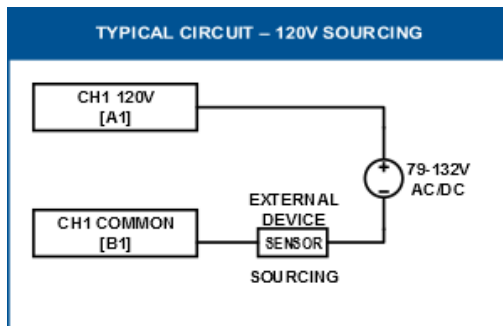 TYPICAL CIRCUIT – 120V SOURCING
CH1 120V
[A1]
+
–
79-132V
AC/DC
EXTERNAL
DEVICE
CH1 COMMON
[B1]
SENSOR
SOURCING